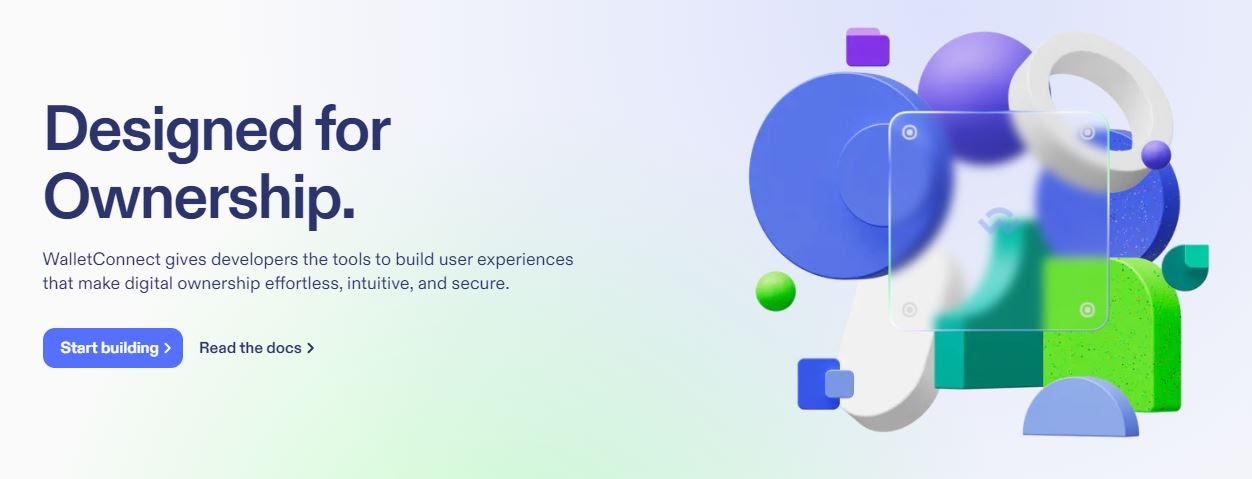 Designed for
Ownership.
WalletConnect gives developers the tools to build user experiences
that make digital ownership effortless, intuitive, and secure.
Start building
Read the docs